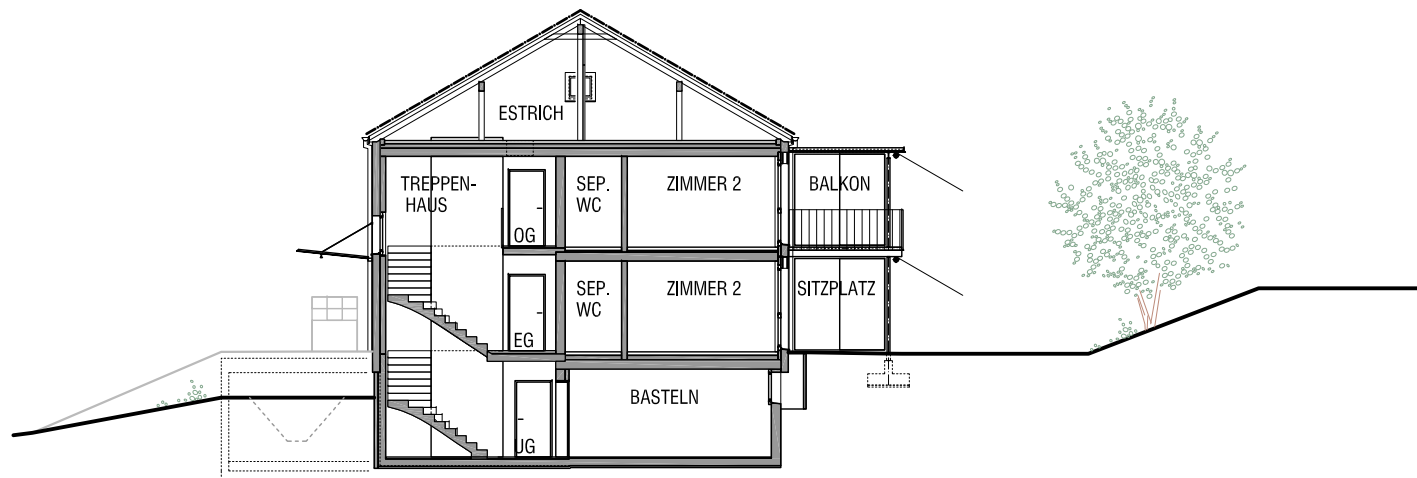 ESTRICH
TREPPEN-
HAUS
OG
SEP.
WC
ZIMMER 2
BALKON
EG
SEP.
WC
ZIMMER 2
SITZPLATZ
UG
BASTELN